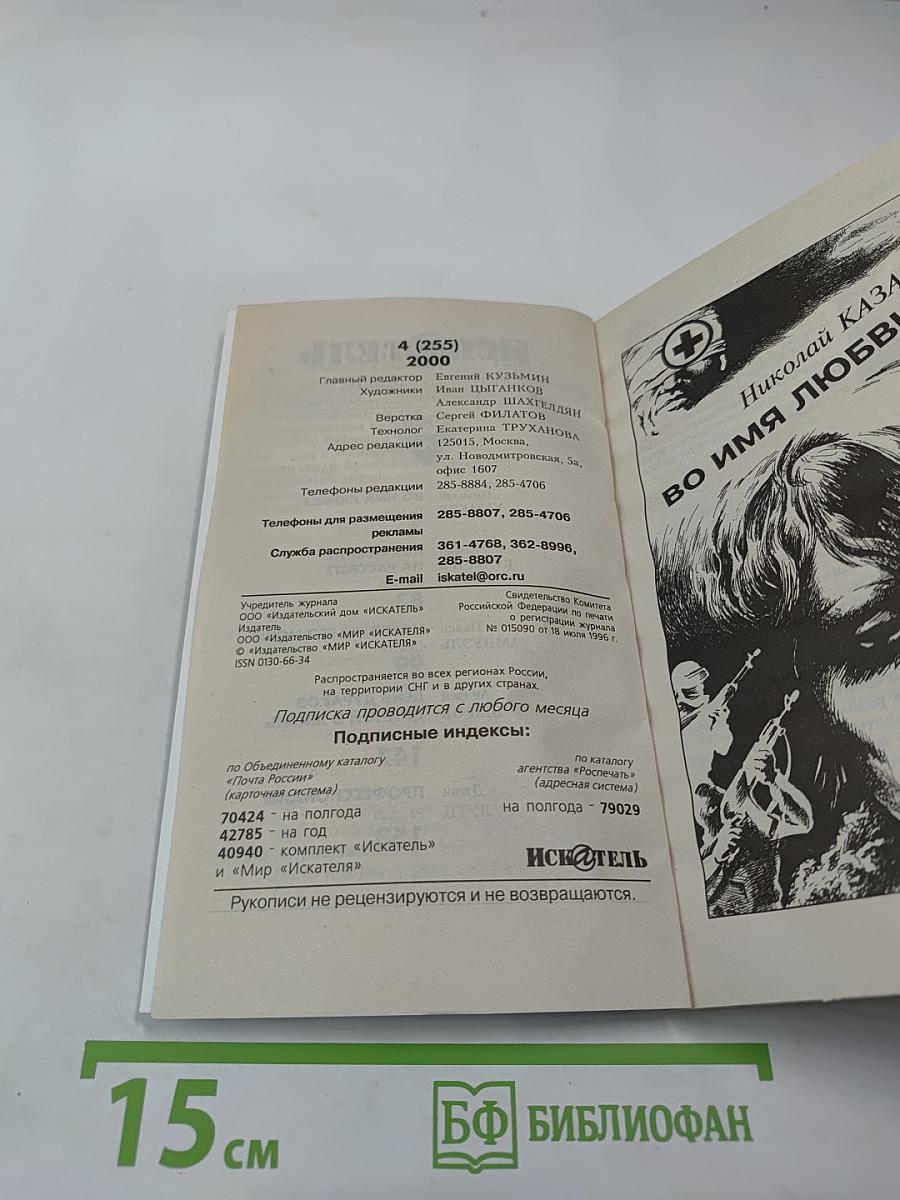 4 (255)
2000
Главный редактор Евгений КУЗЬМИН
Художники Иван ЦЫГАНКОВ
Александр ШАХГЕЛДЯН
Верстка Сергей ФИЛАТОВ
Технолог Екатерина ТРУХАНОВА
Адрес редакции 125015, Москва,
ул. Новодмитровская, 5а,
офис 1607
Телефоны редакции 285-8884, 285-4706
Телефоны для размещения рекламы 285-8807, 285-4706
Служба распространения 361-4768, 362-8996,
285-8807
E-mail iskatel@orc.ru
Учредитель журнала
ООО «Издательский дом «ИСКАТЕЛЬ»
Издатель
ООО «Издательство «МИР «ИСКАТЕЛЯ»
© «Издательство «МИР «ИСКАТЕЛЯ»
ISSN 0130-66-34
Свидетельство Комитета
Российской Федерации по печати
о регистрации журнала
№ 015090 от 18 июля 1996 г.
Распространяется во всех регионах России,
на территории СНГ и в других странах.
Подписка проводится с любого месяца
Подписные индексы:
по Объединенному каталогу
«Почта России»
(карточная система)
70424 - на полгода
42785 - на год
40940 - комплект «Искатель»
и «Мир «Искателя»
по каталогу
агентства «Роспечать»
(адресная система)
на полгода - 79029
ИСК@ТЕЛЬ
Рукописи не рецензируются и не возвращаются.
Николай КАЗА
ВО ИМЯ ЛЮБВ
15 см
БФ БИБЛИОФАН